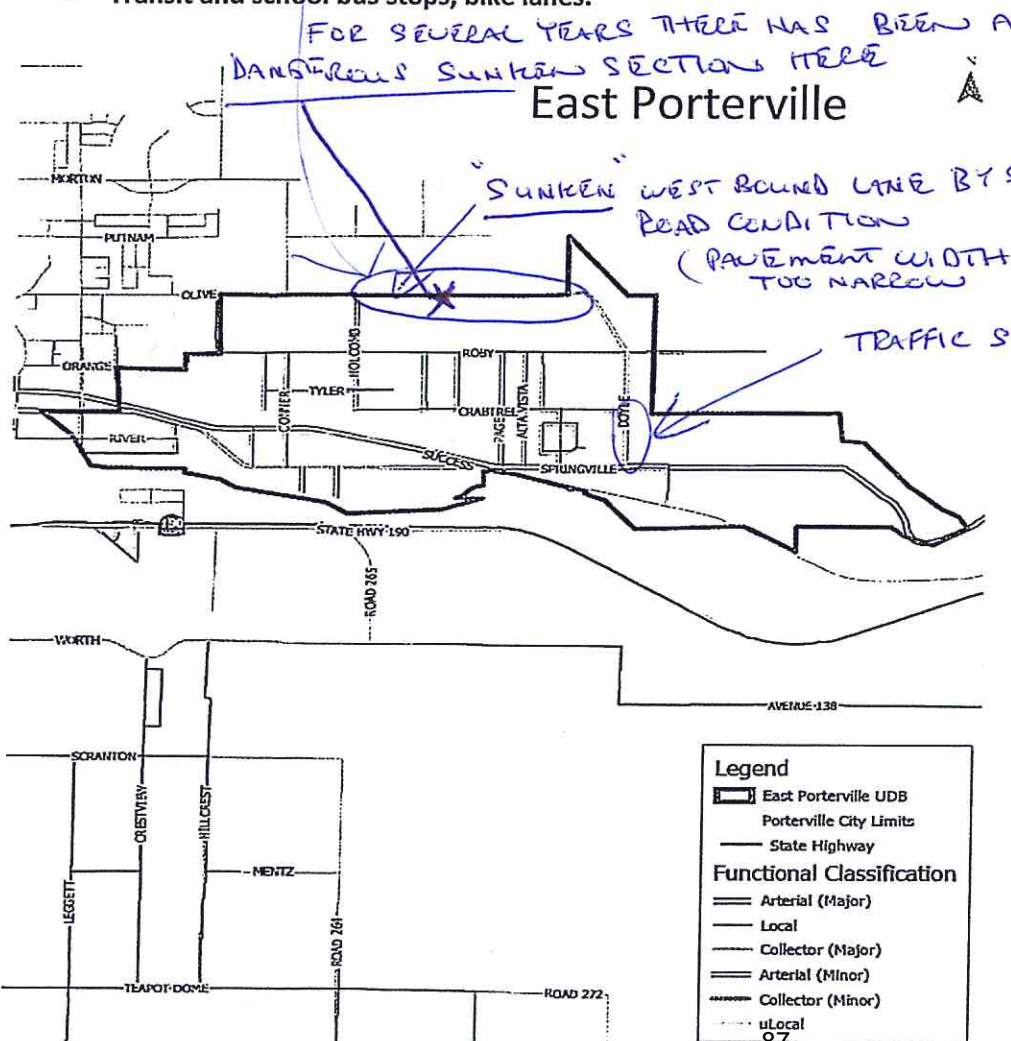 Transit and school bus stops, bike lanes.
FOR SEVERAL YEARS THERE HAS BEEN A
DANGEROUS SUNKEN SECTION HERE
East Porterville
N
MORTON
"SUNKEN" WEST BOUND LANE BY
ROAD CONDITION
PUTNAM
(PAVEMENT WIDTH
TOO NARROW
OLIVE
TRAFFIC S
HOLCOMB
ROBY
ORANGE
TYLER
CONNER
CRABTREE
PAGE
ALTA VISTA
DOYLE
RIVER
SUCCESS
SPRINGVILLE
190
STATE HWY 190
ROAD 265
WORTH
AVENUE 138
SCRANTON
CRESTVIEW
HILLCREST
LEGGETT
MENTZ
ROAD 261
TEAPOT DOME
ROAD 272
Legend
East Porterville UDB
Porterville City Limits
State Highway
Functional Classification
Arterial (Major)
Local
Collector (Major)
Arterial (Minor)
Collector (Minor)
uLocal
87